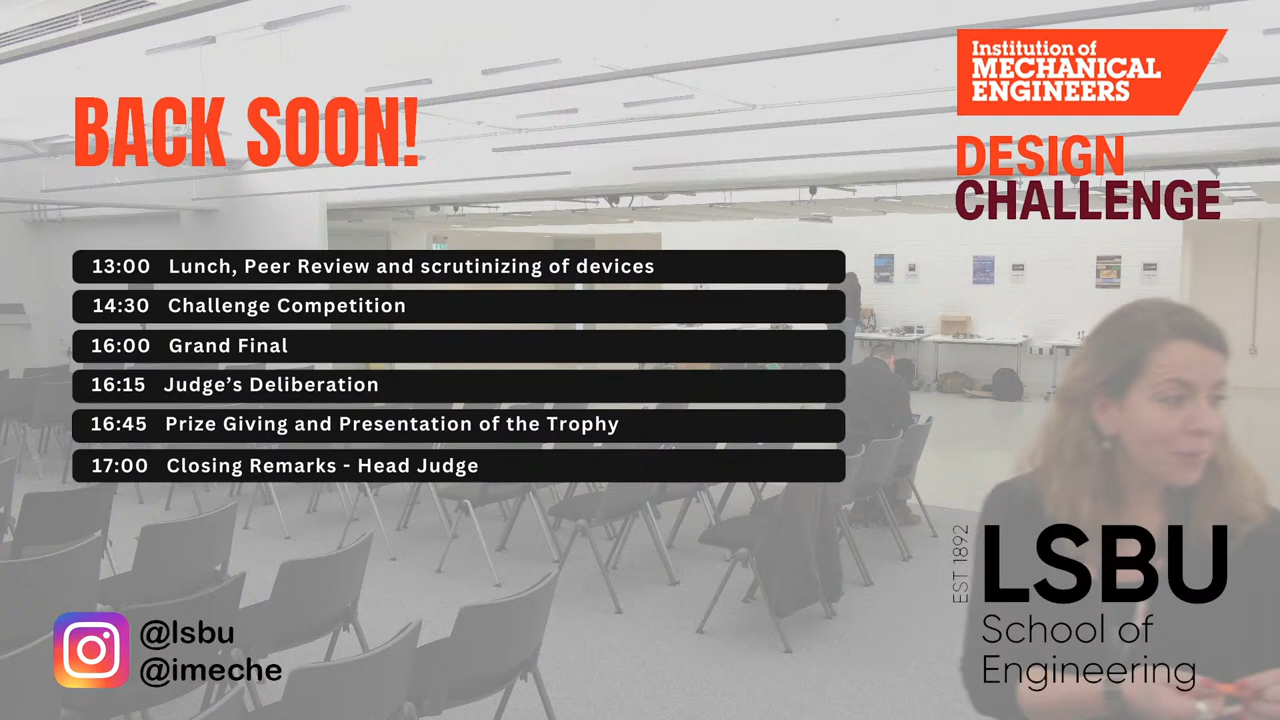 BACK SOON!
Institution of
MECHANICAL
ENGINEERS
DESIGN
CHALLENGE
13:00 Lunch, Peer Review and scrutinizing of devices
14:30 Challenge Competition
16:00 Grand Final
16:15 Judge’s Deliberation
16:45 Prize Giving and Presentation of the Trophy
17:00 Closing Remarks - Head Judge
@lsbu
@imeche
EST 1892
LSBU
School of
Engineering